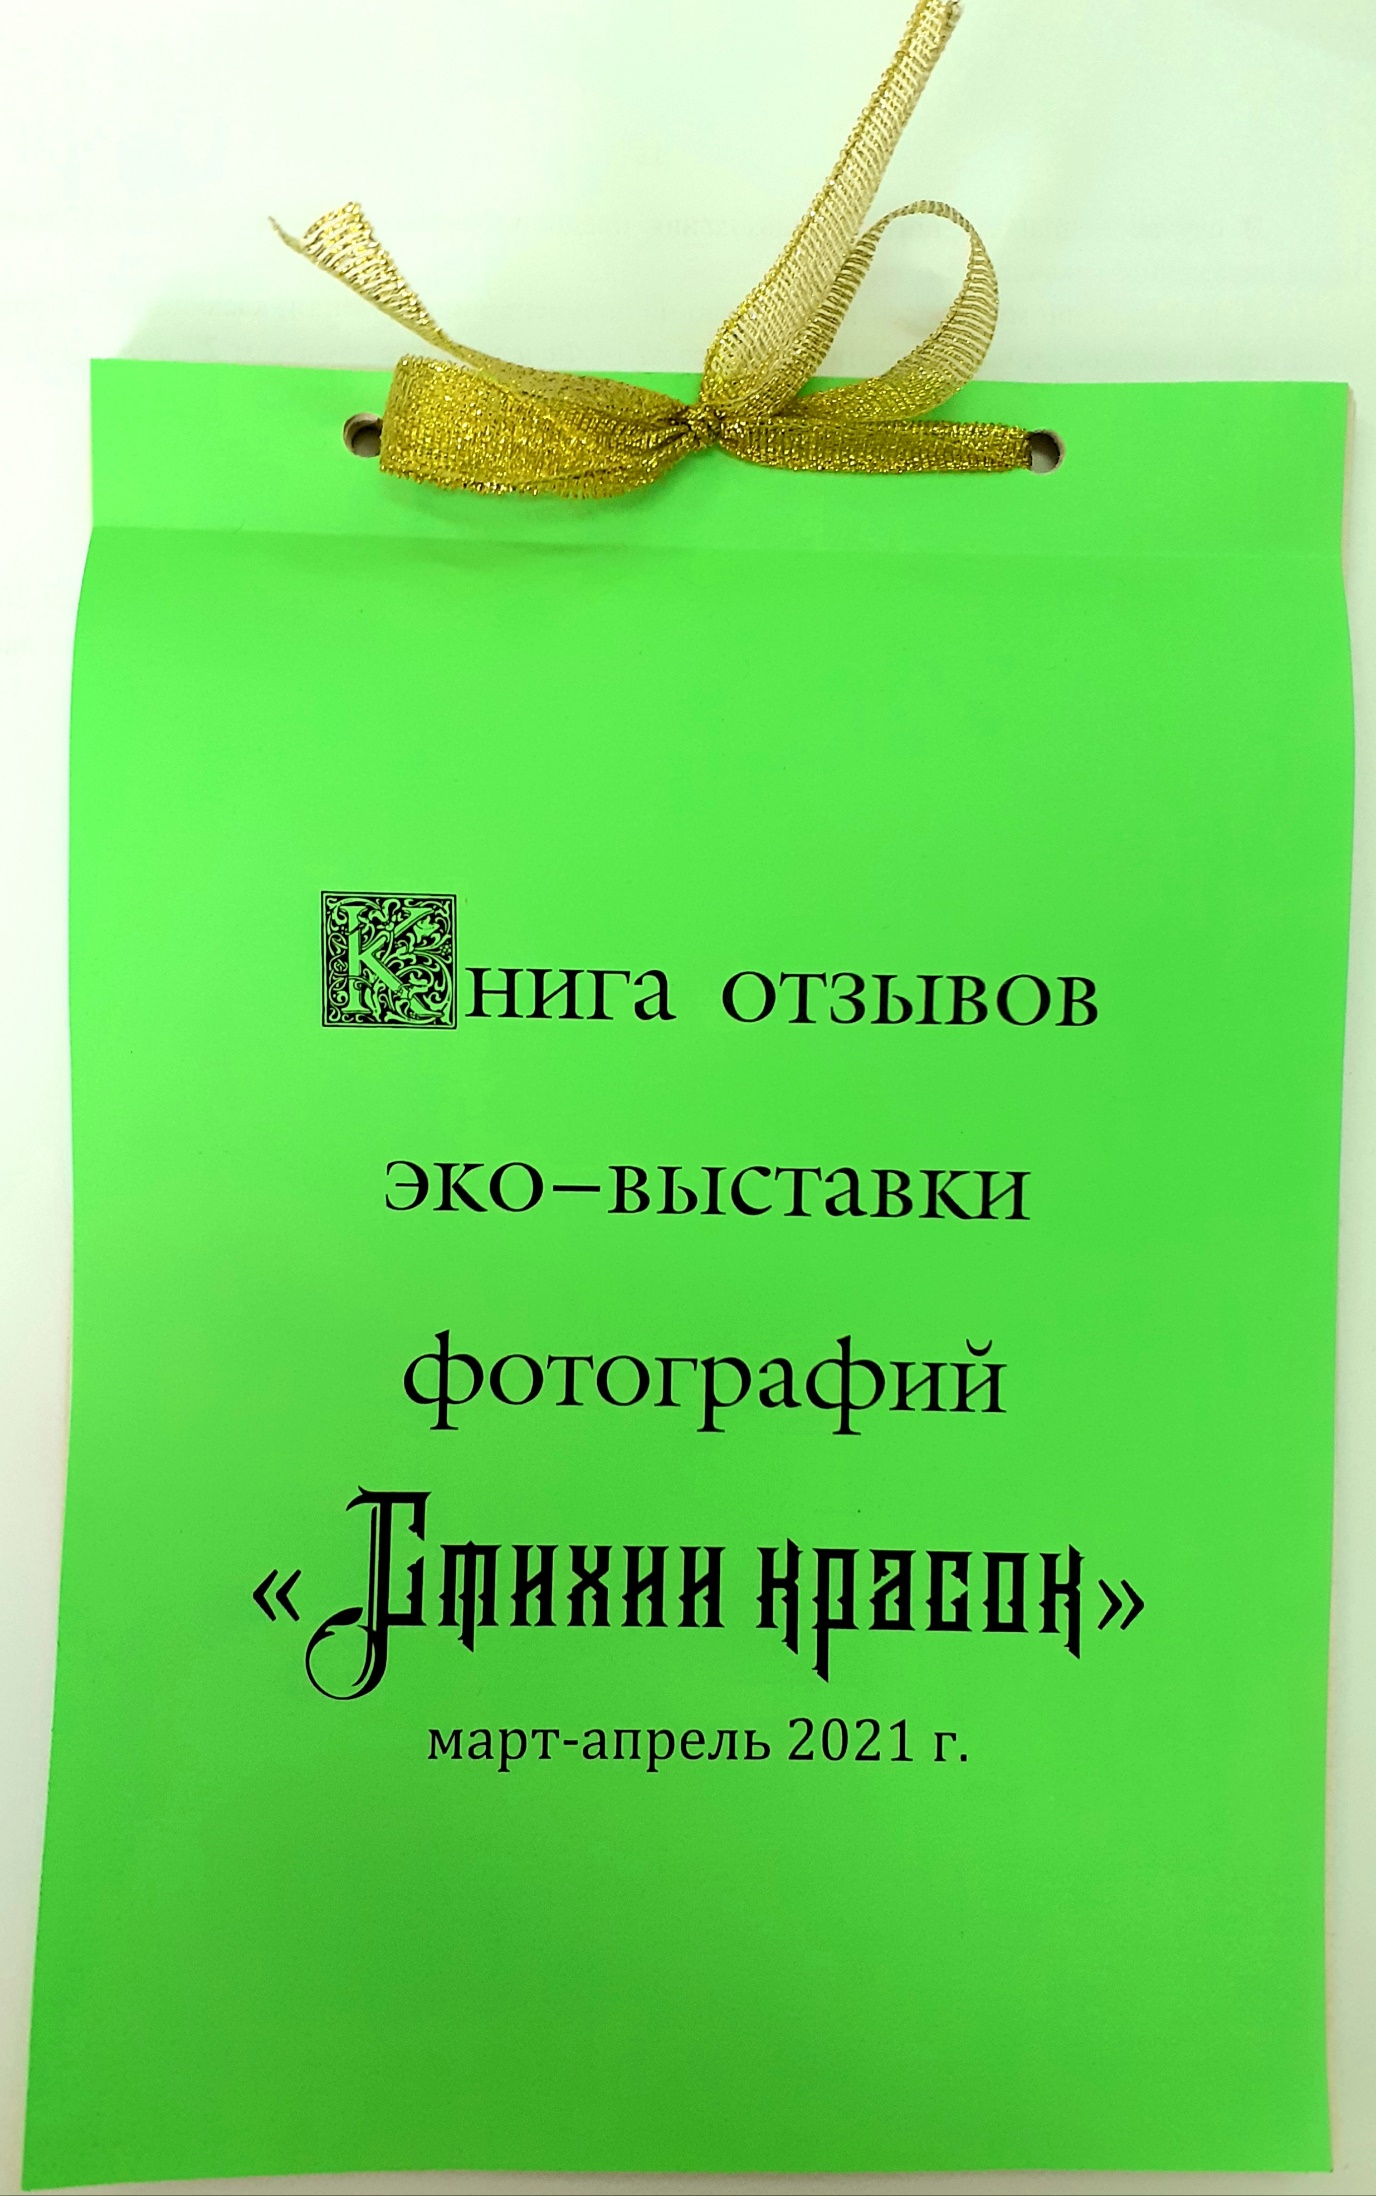 Книга отзывов
эко-выставки
фотографий
«Стихии красок»
март-апрель 2021 г.